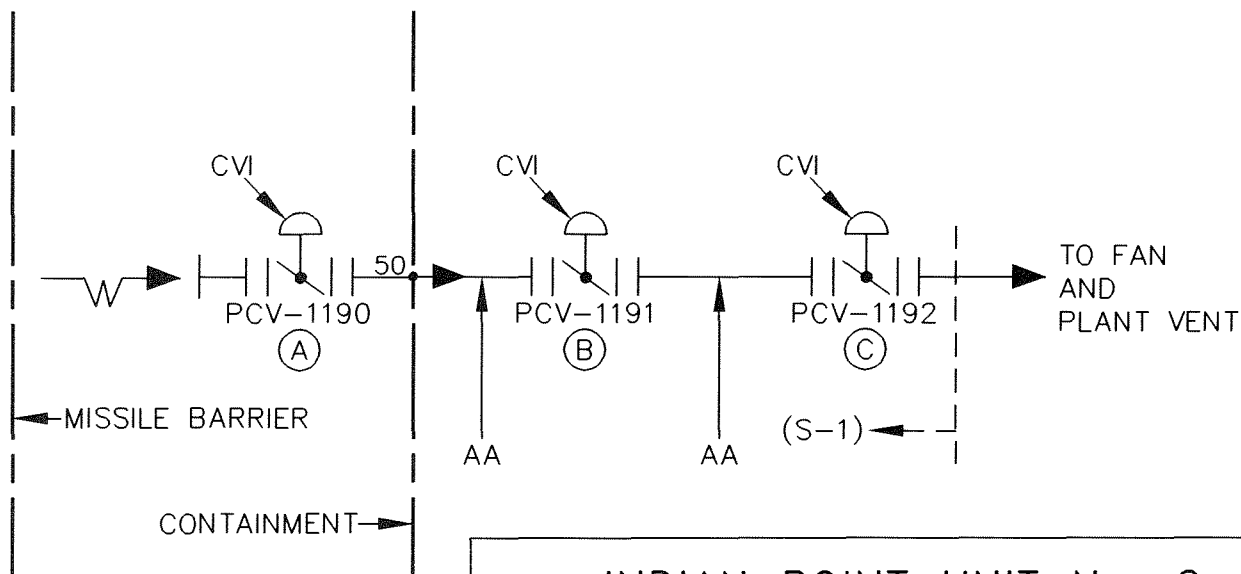 CVI
CVI
CVI
50
PCV-1190
PCV-1191
PCV-1192
A
B
C
TO FAN
AND
PLANT VENT
MISSILE BARRIER
(S-1)
AA
AA
CONTAINMENT